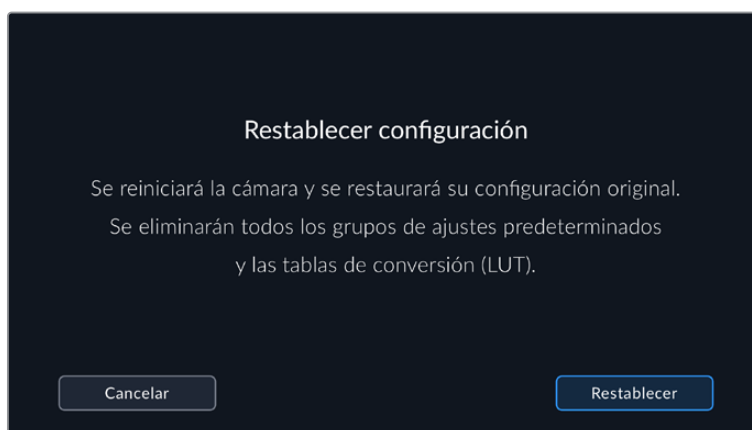 Restablecer configuración
Se reiniciará la cámara y se restaurará su configuración original.
Se eliminarán todos los grupos de ajustes predeterminados
y las tablas de conversión (LUT).
Cancelar
Restablecer